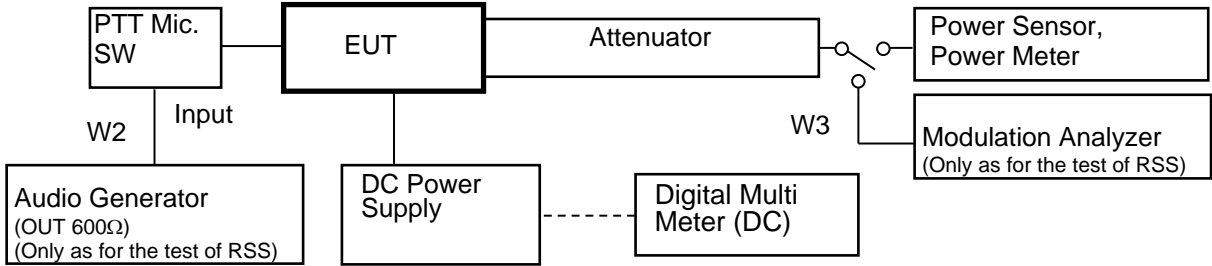 PTT Mic.
SW
EUT
Attenuator
Power Sensor,
Power Meter
W2
Input
W3
Modulation Analyzer
(Only as for the test of RSS)
Audio Generator
(OUT 600Ω)
(Only as for the test of RSS)
DC Power
Supply
Digital Multi
Meter (DC)